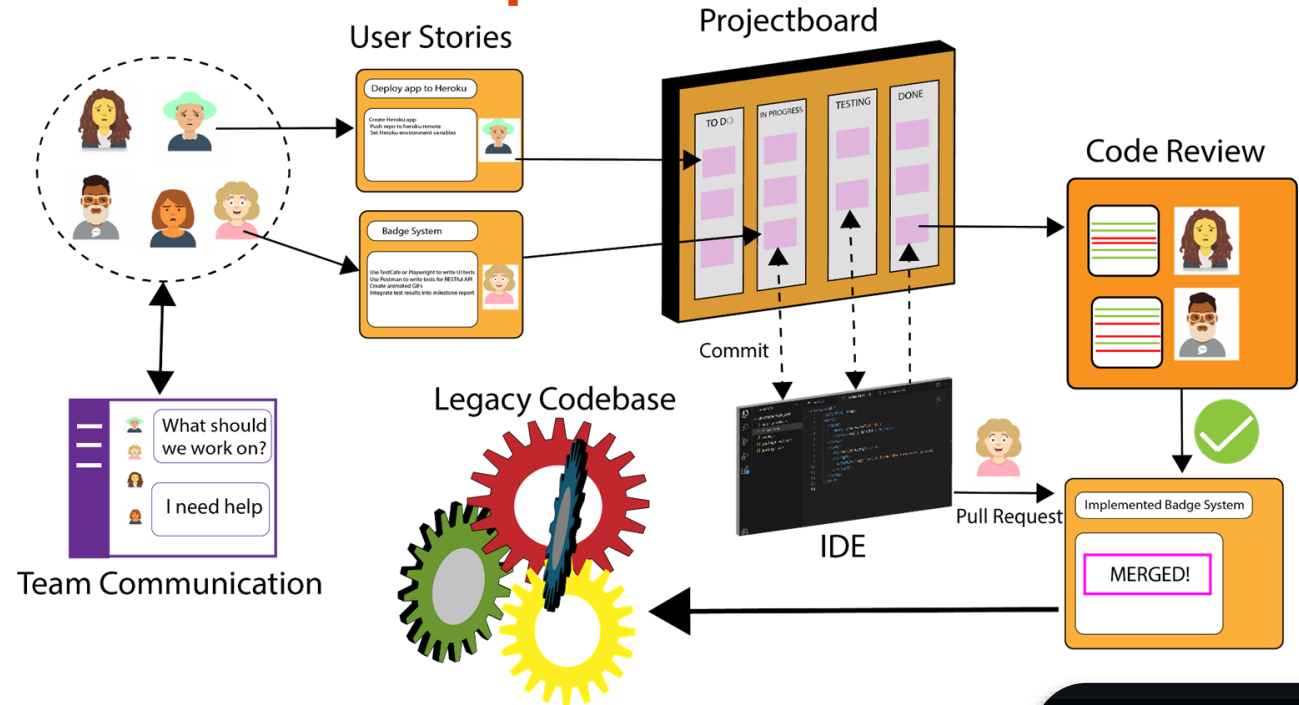 User Stories
Projectboard
Deploy app to Heroku
Create Heroku app
Push repo to heroku remote
Set Heroku environment variables
Badge System
Use TestCafe or Playwright to write UI tests
Use Postman to write tests for RESTful API
Create animated GIFs
Integrate test results into milestone report
TO DO
IN PROGRESS
TESTING
DONE
Code Review
Commit
Legacy Codebase
What should
we work on?
I need help
Team Communication
IDE
Pull Request
Implemented Badge System
MERGED!